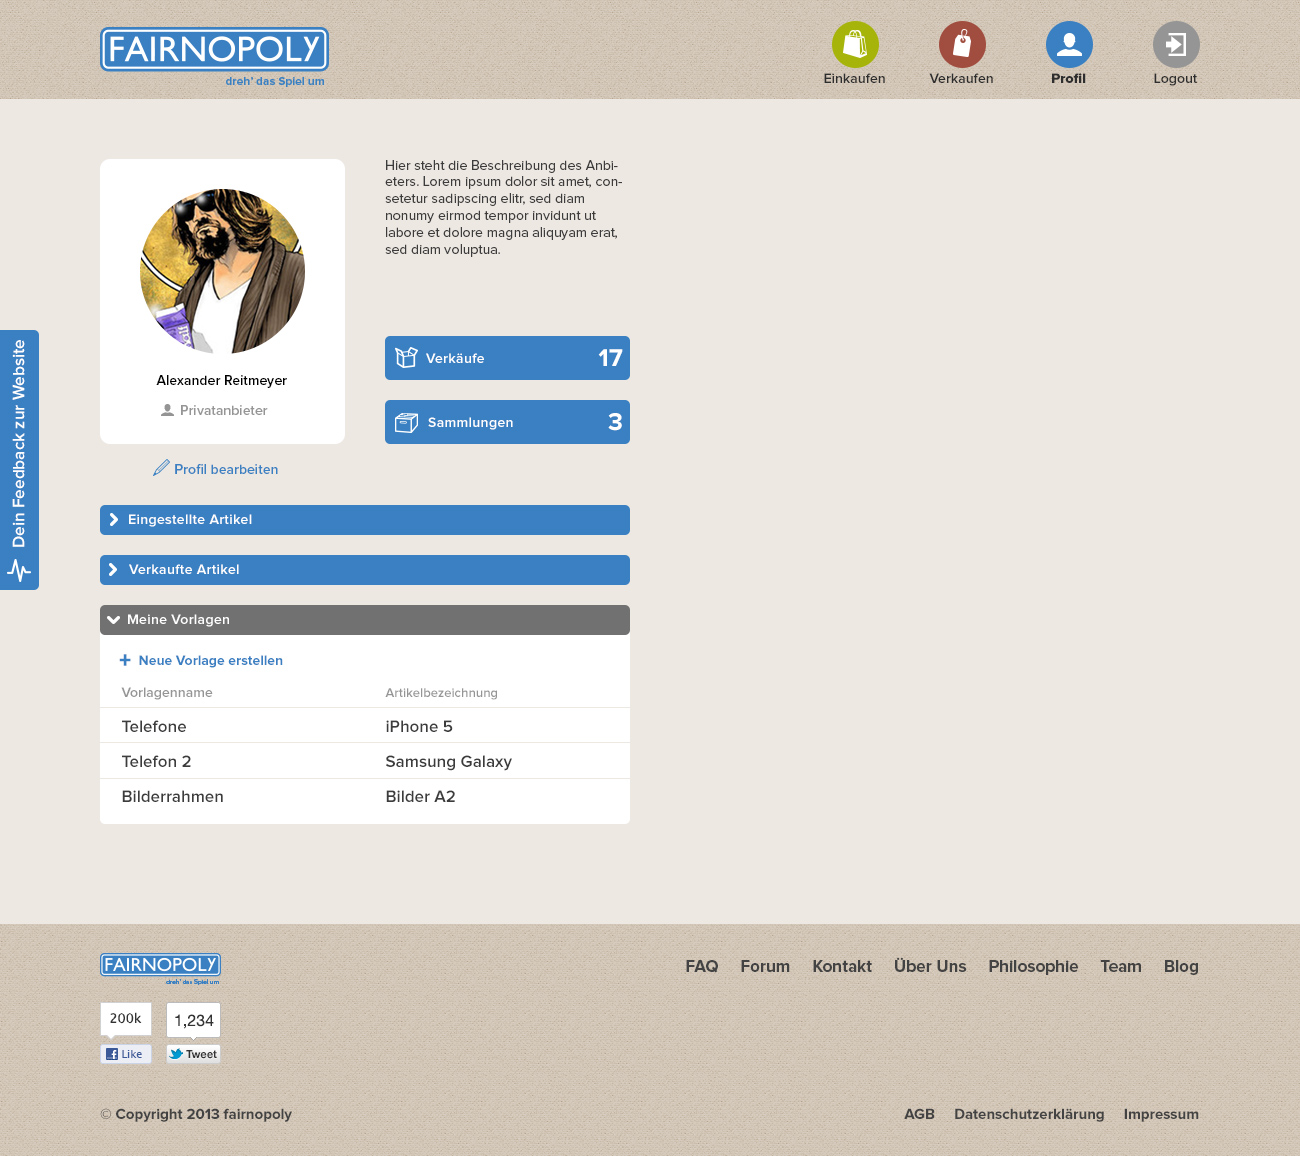 FAIRNOPOLY
dreh' das Spiel um
Einkaufen
Verkaufen
Profil
Logout
Hier steht die Beschreibung des Anbi-
eters. Lorem ipsum dolor sit amet, con-
setetur sadipscing elitr, sed diam
nonumy eirmod tempor invidunt ut
labore et dolore magna aliquyam erat,
sed diam voluptua.
Alexander Reitmeyer
Privatanbieter
Profil bearbeiten
Verkäufe 17
Sammlungen 3
Dein Feedback zur Website
Eingestellte Artikel
Verkaufte Artikel
Meine Vorlagen
+ Neue Vorlage erstellen
Vorlagenname Artikelbezeichnung
Telefone iPhone 5
Telefon 2 Samsung Galaxy
Bilderrahmen Bilder A2
FAIRNOPOLY
dreh' das Spiel um
FAQ Forum Kontakt Über Uns Philosophie Team Blog
200k 1,234
Like Tweet
© Copyright 2013 fairnopoly
AGB Datenschutzerklärung Impressum